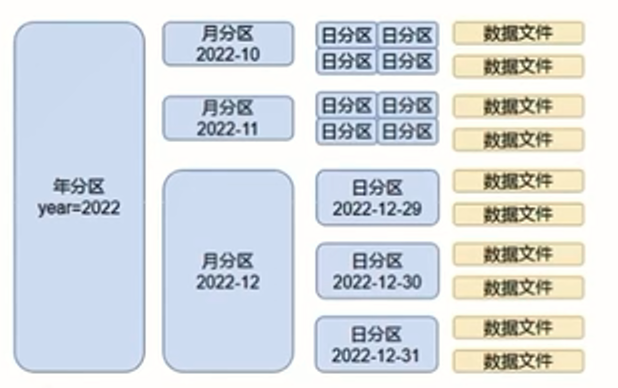 年分区
year=2022
月分区
2022-10
月分区
2022-11
月分区
2022-12
日分区 日分区
日分区 日分区
日分区 日分区
日分区 日分区
日分区
2022-12-29
日分区
2022-12-30
日分区
2022-12-31
数据文件
数据文件
数据文件
数据文件
数据文件
数据文件
数据文件
数据文件
数据文件
数据文件